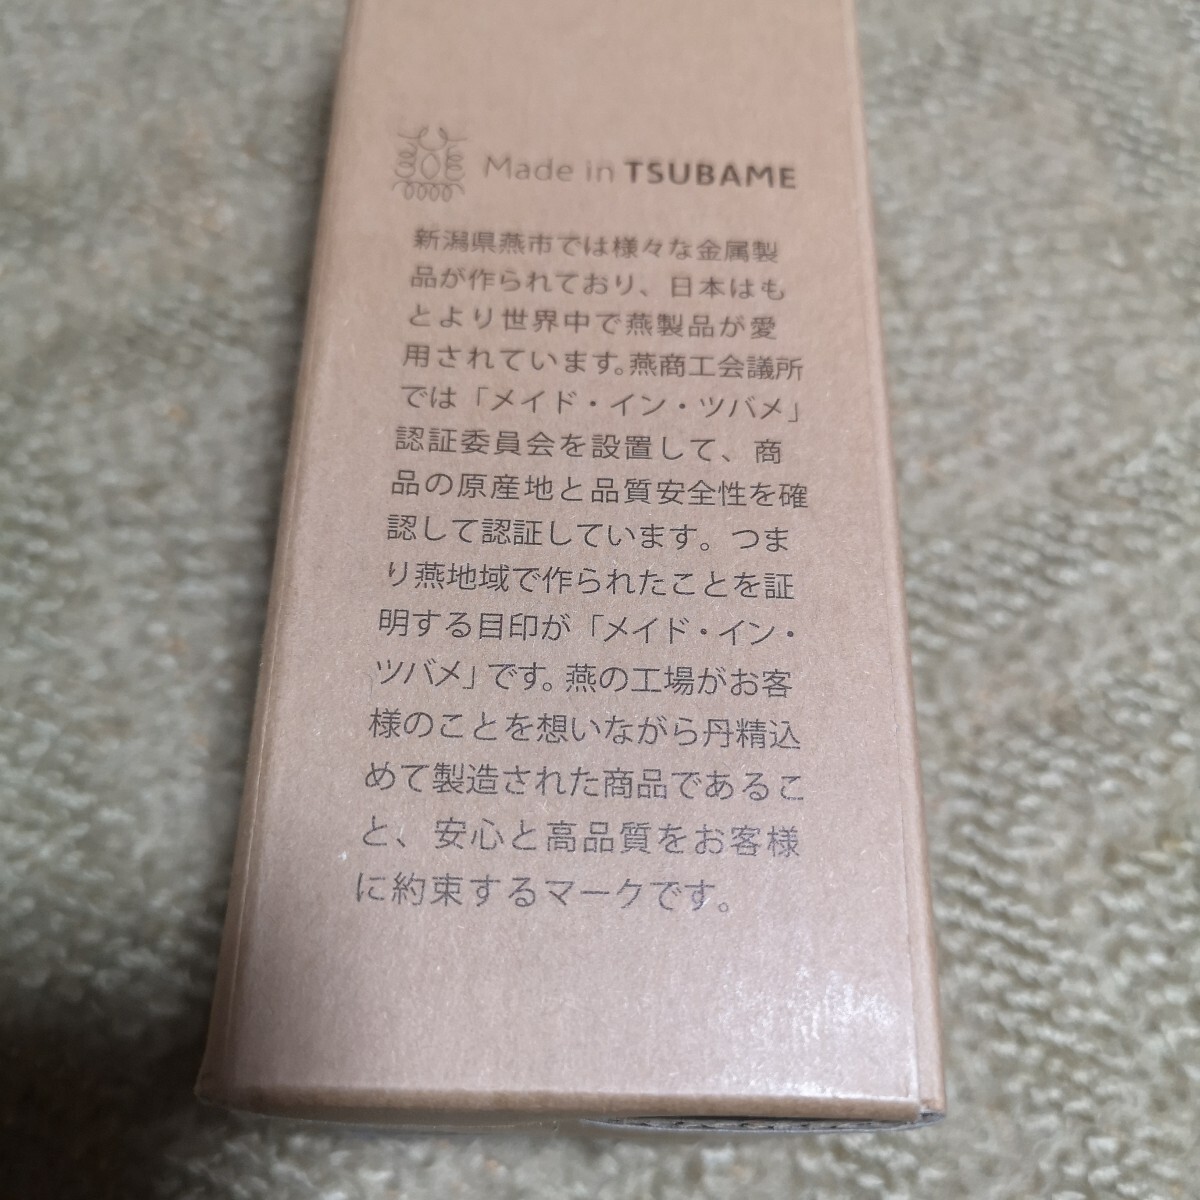 Made in TSUBAME
新潟県燕市では様々な金属製
品が作られており、日本はも
とより世界中で燕製品が愛
用されています。燕商工会議所
では「メイド・イン・ツバメ」
認証委員会を設置して、商
品の原産地と品質安全性を確
認して認証しています。つま
り燕地域で作られたことを証
明する目印が「メイド・イン・
ツバメ」です。燕の工場がお客
様のことを想いながら丹精込
めて製造された商品であるこ
と、安心と高品質をお客様
に約束するマークです。